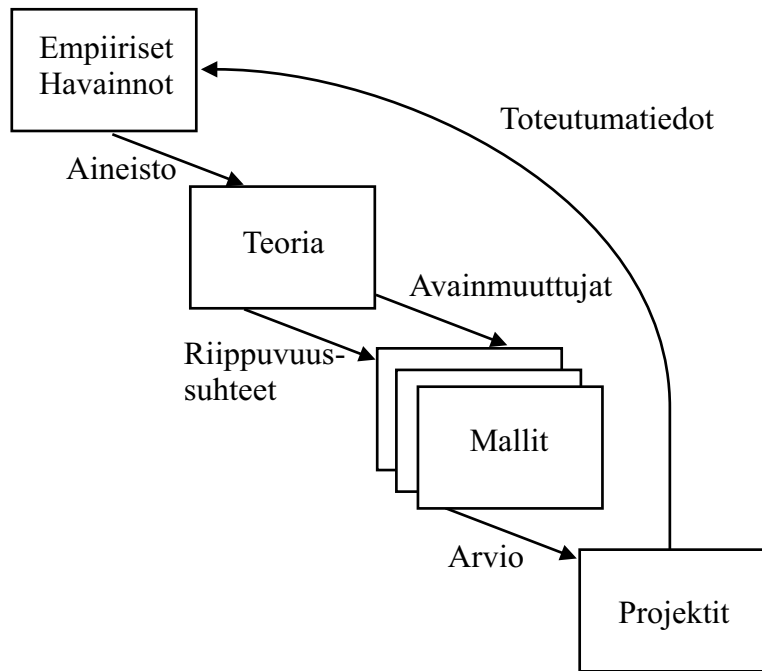 Empiiriset
Havainnot
Toteutumatiedot
Aineisto
Teoria
Avainmuuttujat
Riippuvuus-
suhteet
Mallit
Arvio
Projektit